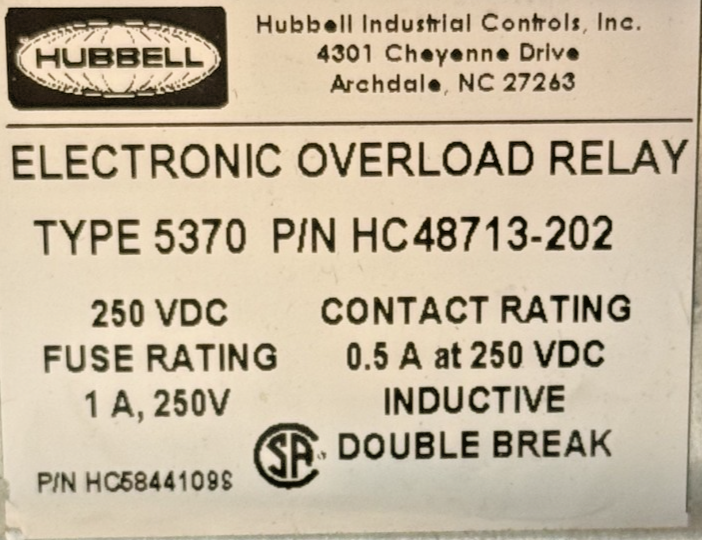 HUBBELL
Hubbell Industrial Controls, Inc.
4301 Cheyenne Drive
Archdale, NC 27263
ELECTRONIC OVERLOAD RELAY
TYPE 5370 P/N HC48713-202
250 VDC
FUSE RATING
1 A, 250V
CONTACT RATING
0.5 A at 250 VDC
INDUCTIVE
DOUBLE BREAK
SA
P/N